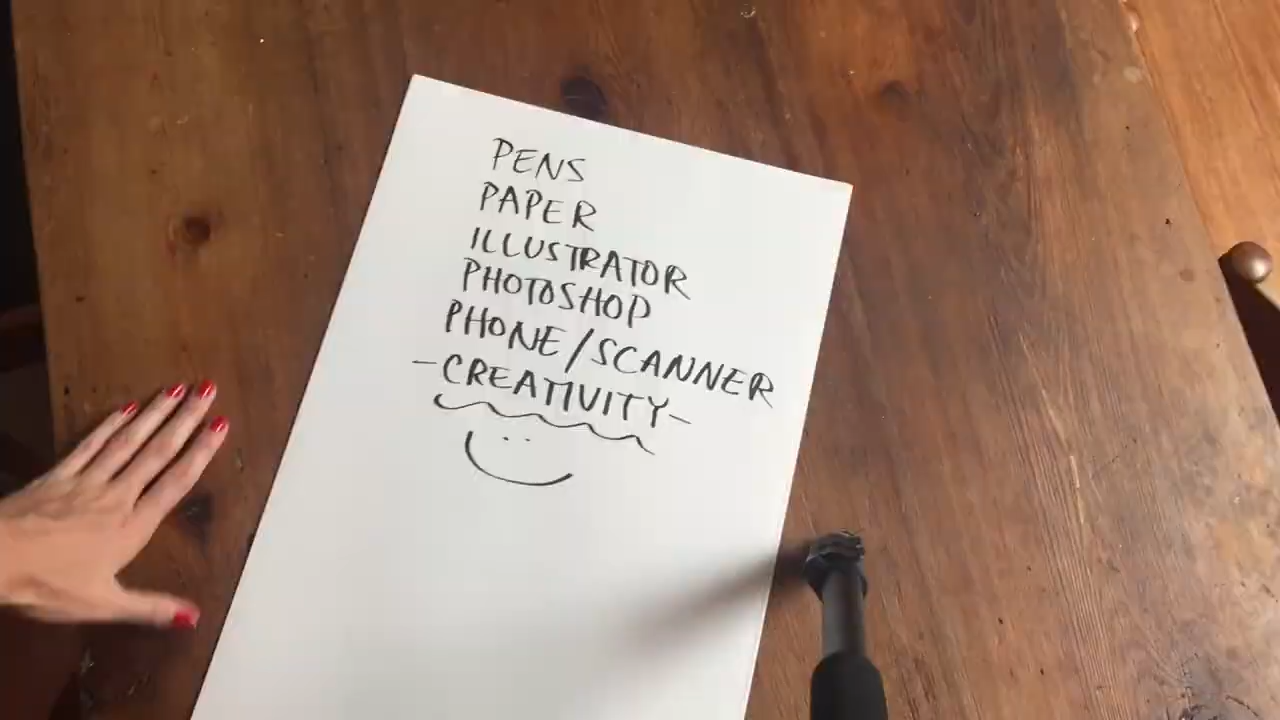 PENS
PAPER
ILLUSTRATOR
PHOTOSHOP
PHONE/SCANNER
-CREATIVITY-